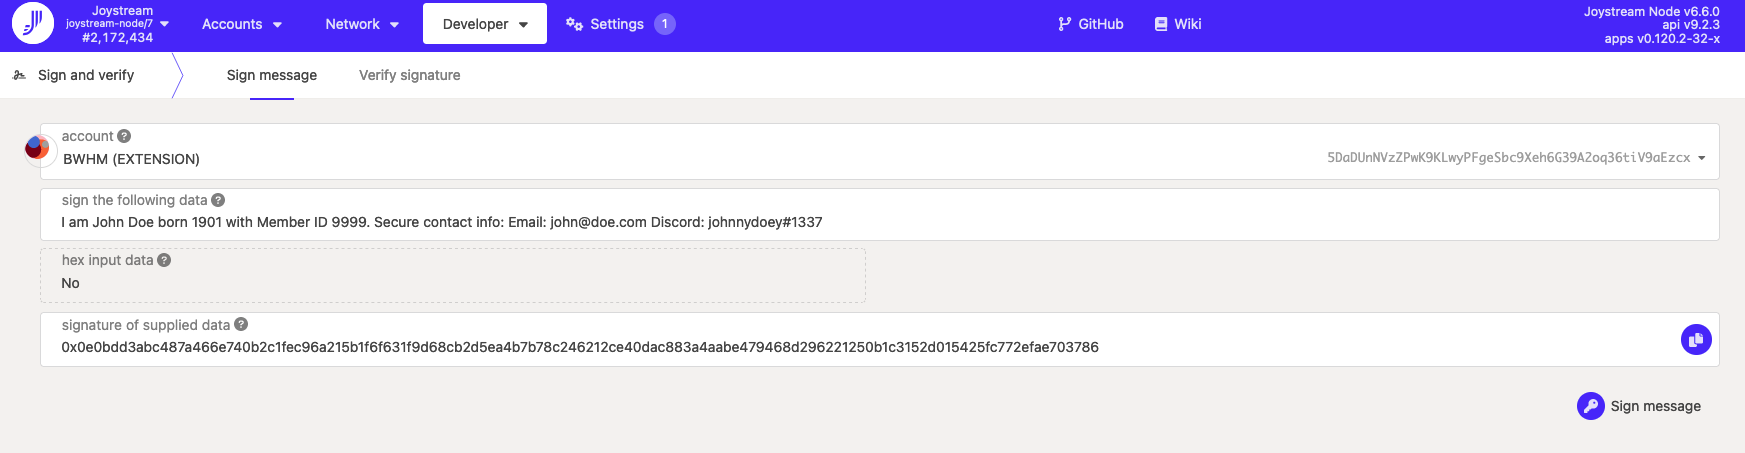 Joystream
joystream-node/7
#2,172,434
Accounts
Network
Developer
Settings 1
GitHub
Wiki
Joystream Node v6.6.0
api v9.2.3
apps v0.120.2-32-x
Sign and verify
Sign message
Verify signature
account
BWHM (EXTENSION)
5DaDUnNVzZPwK9KLwyPFgeSbc9Xeh6G39A2oq36tiV9aEzcx
sign the following data
I am John Doe born 1901 with Member ID 9999. Secure contact info: Email: john@doe.com Discord: johnnydoey#1337
hex input data
No
signature of supplied data
0x0e0bdd3abc487a466e740b2c1fec96a215b1f6f631f9d68cb2d5ea4b7b78c246212ce40dac883a4aabe479468d296221250b1c3152d015425fc772efae703786
Sign message